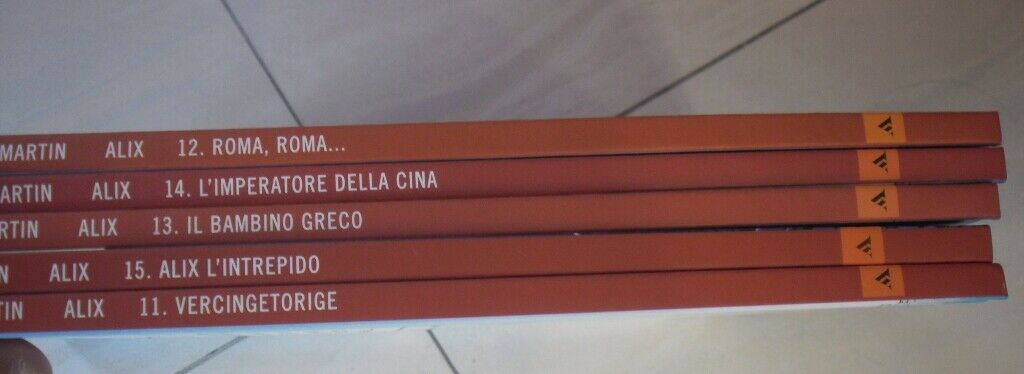 MARTIN ALIX 12. ROMA, ROMA...
ARTIN ALIX 14. L'IMPERATORE DELLA CINA
RTIN ALIX 13. IL BAMBINO GRECO
N ALIX 15. ALIX L'INTREPIDO
TIN ALIX 11. VERCINGETORIGE